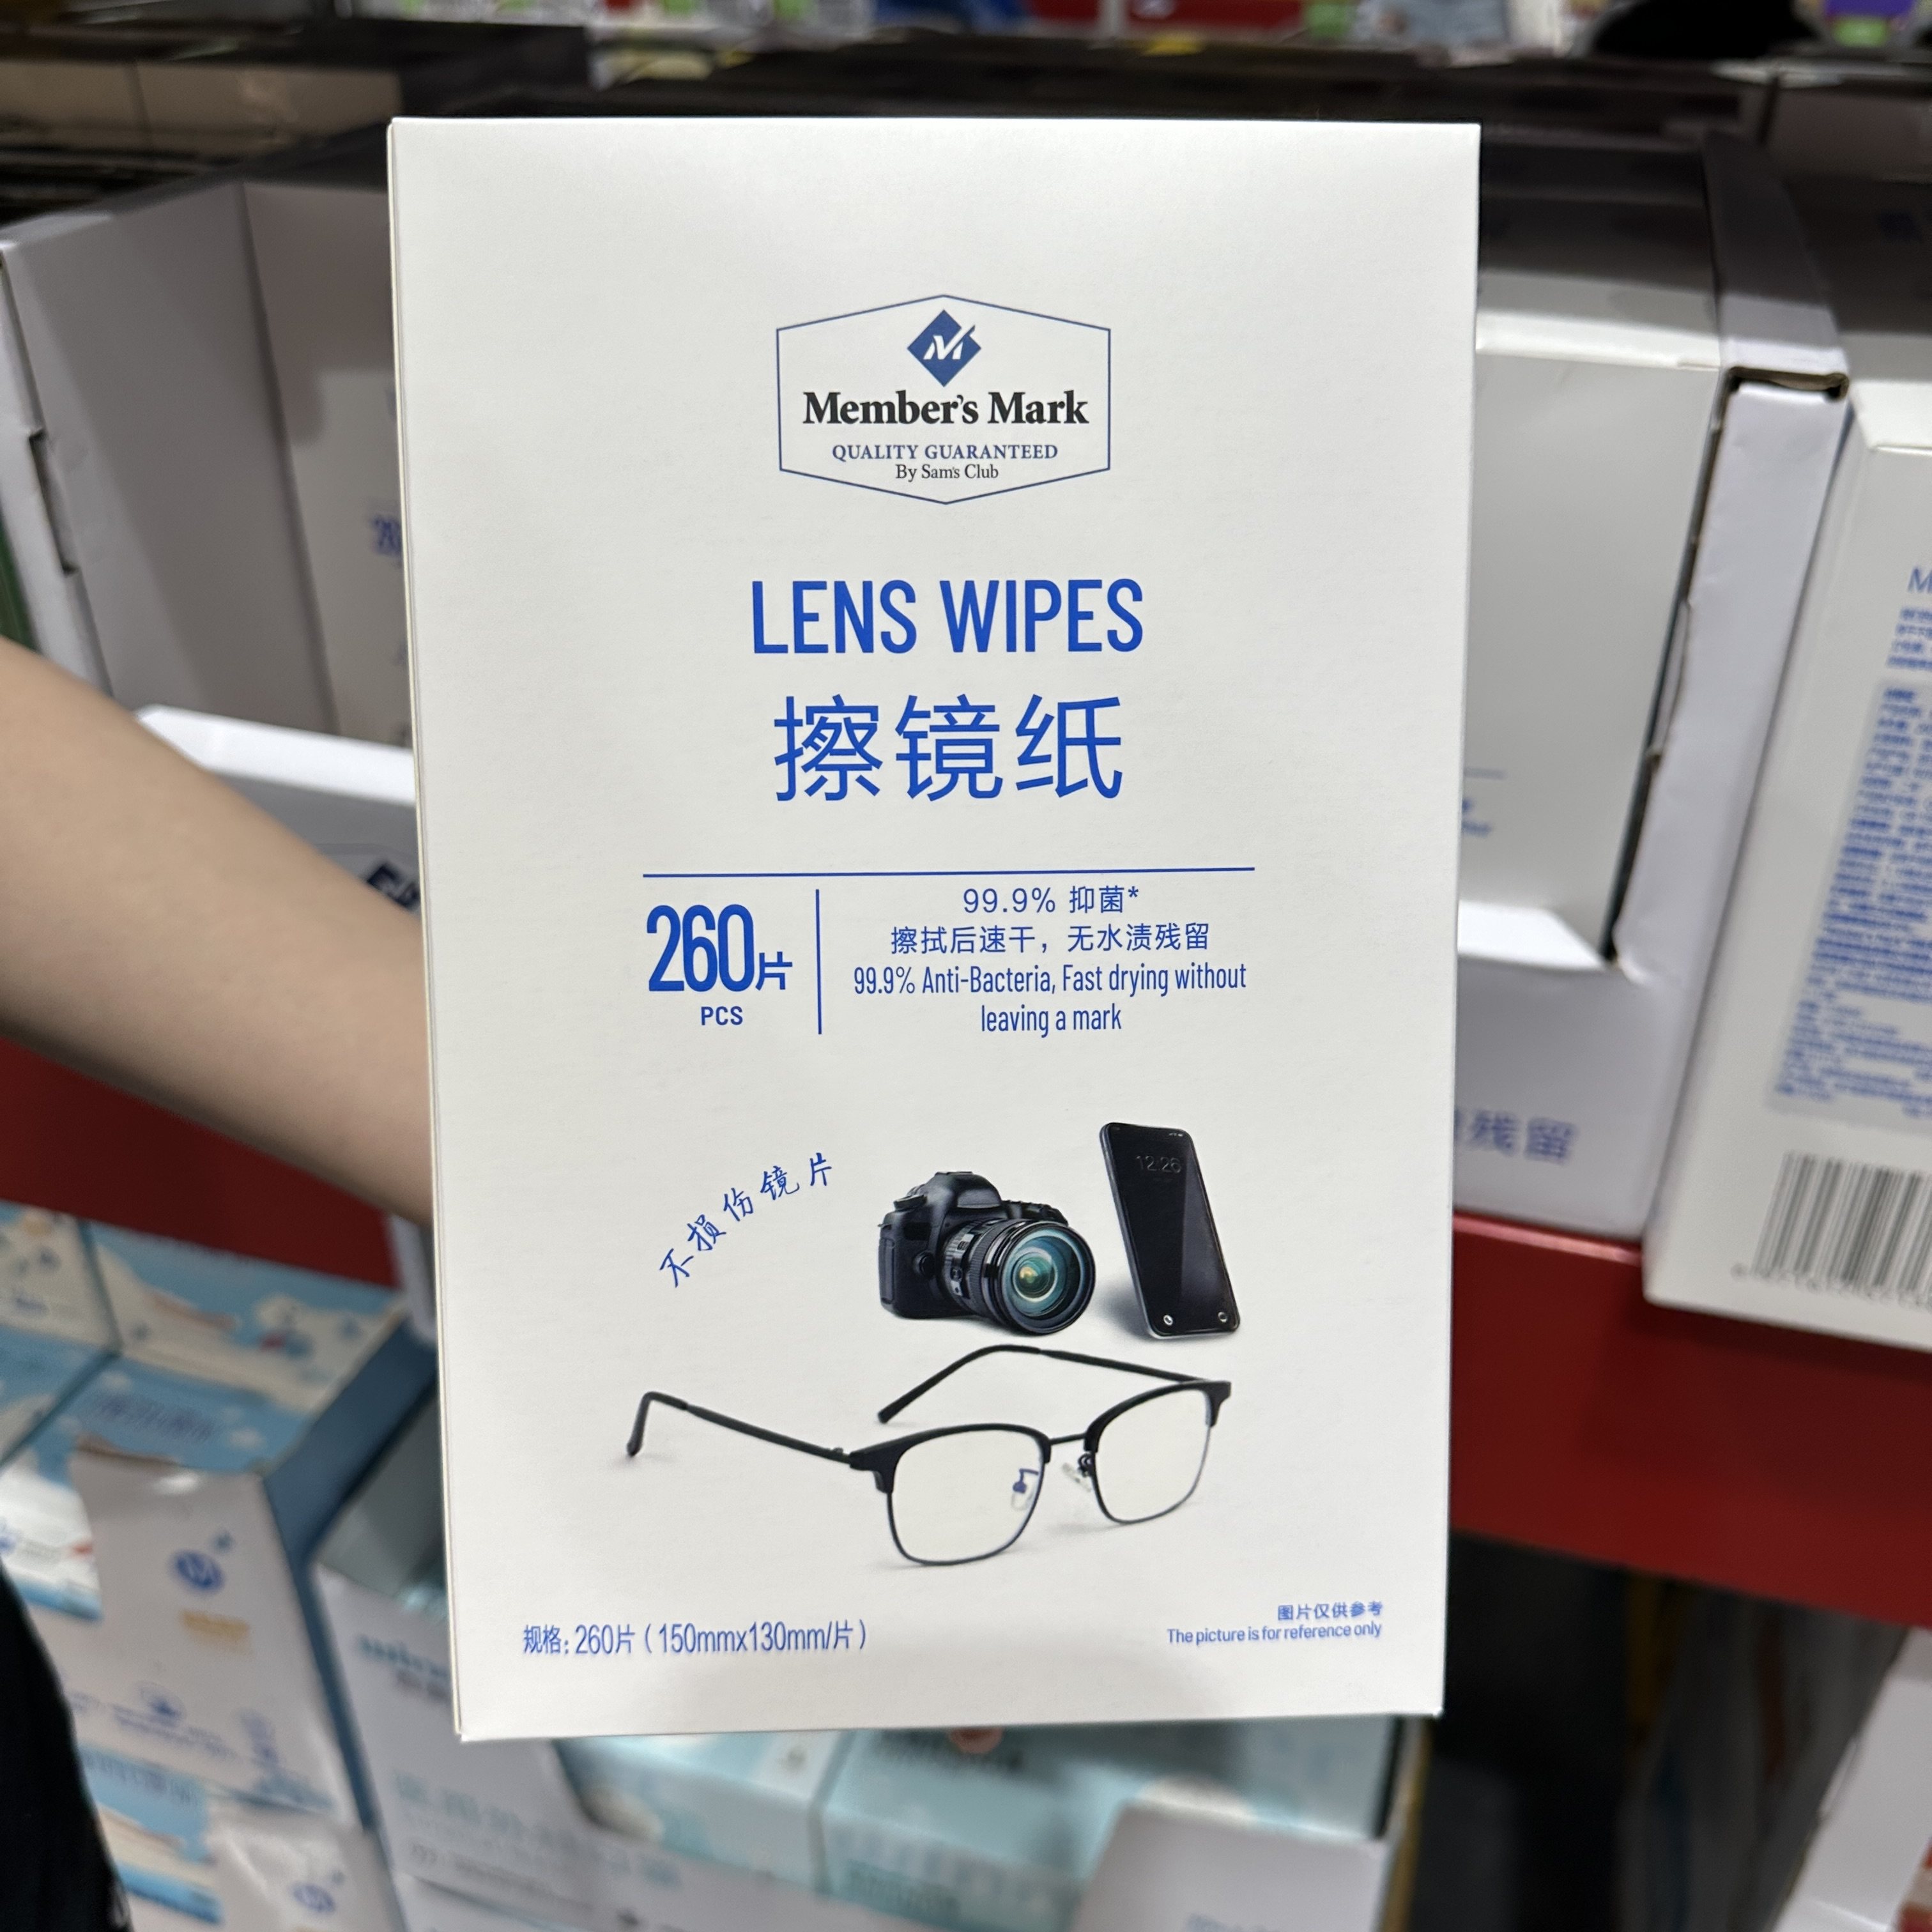 Member's Mark
QUALITY GUARANTEED
By Sam's Club
LENS WIPES
擦镜纸
260片
PCS
99.9% 抑菌*
擦拭后速干，无水渍残留
99.9% Anti-Bacteria, Fast drying without
leaving a mark
不损伤镜片
12:26
规格: 260片（150mmx130mm/片）
图片仅供参考
The picture is for reference only
残留